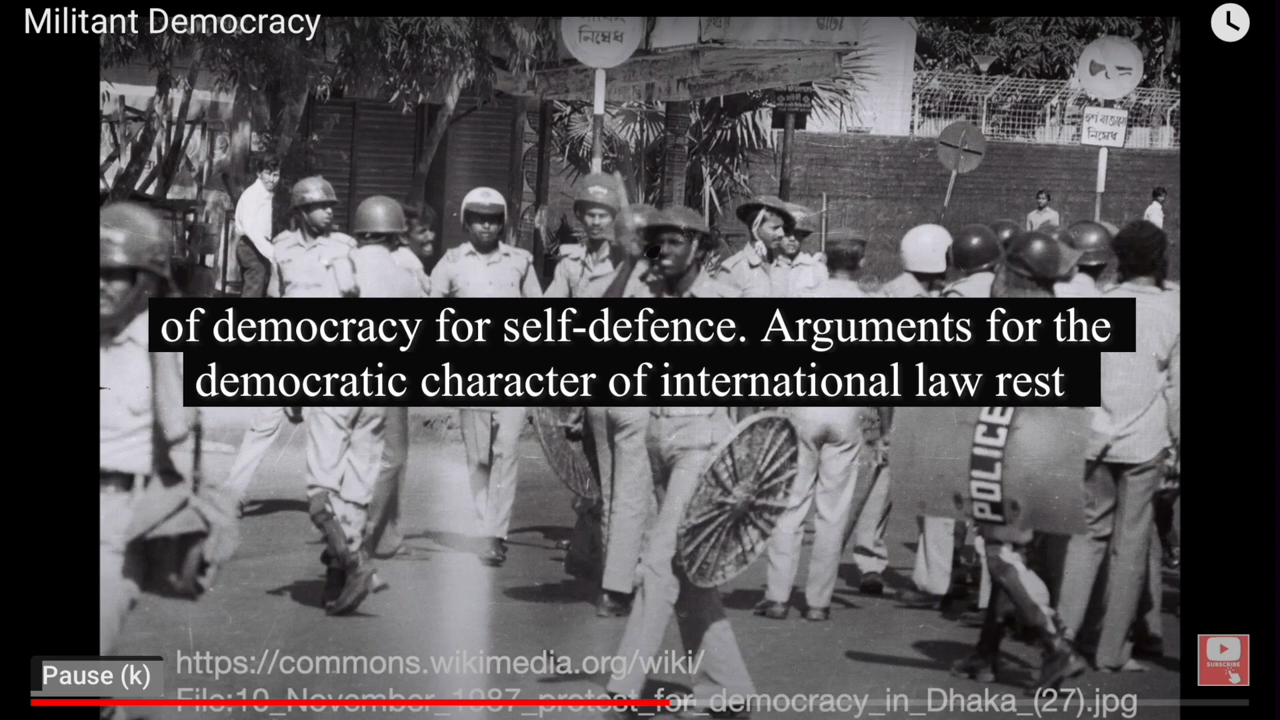 Militant Democracy
নিষেধ
নিষেধ
of democracy for self-defence. Arguments for the
democratic character of international law rest
POLICE
Pause (k)
https://commons.wikimedia.org/wiki/
File:10_November_1987_protest_for_democracy_in_Dhaka_(27).jpg
SUBSCRIBE